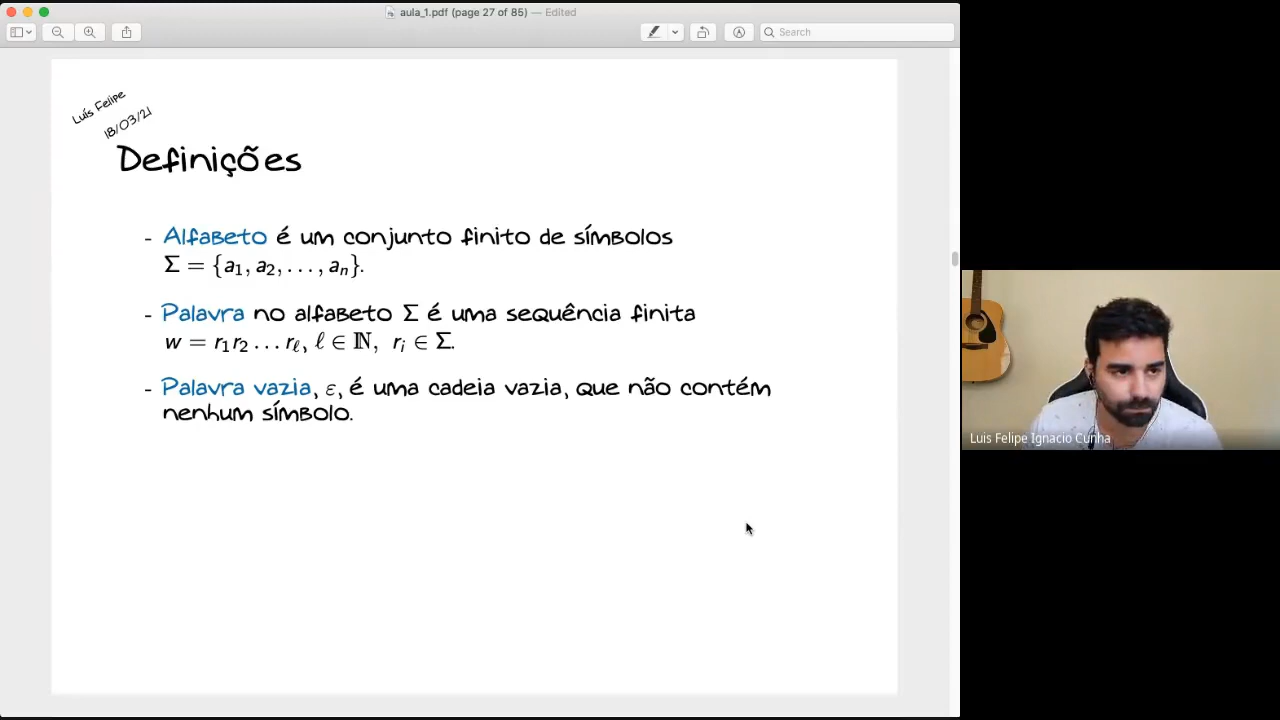 aula_1.pdf (page 27 of 85) — Edited
Search
Luís Felipe
18/03/21
Definições
- Alfabeto é um conjunto finito de símbolos
Σ = {a₁, a₂, . . . , aₙ}.
- Palavra no alfabeto Σ é uma sequência finita
w = r₁r₂ . . . rℓ, ℓ ∈ ℕ, rᵢ ∈ Σ.
- Palavra vazia, ε, é uma cadeia vazia, que não contém
nenhum símbolo.
Luis Felipe Ignacio Cunha